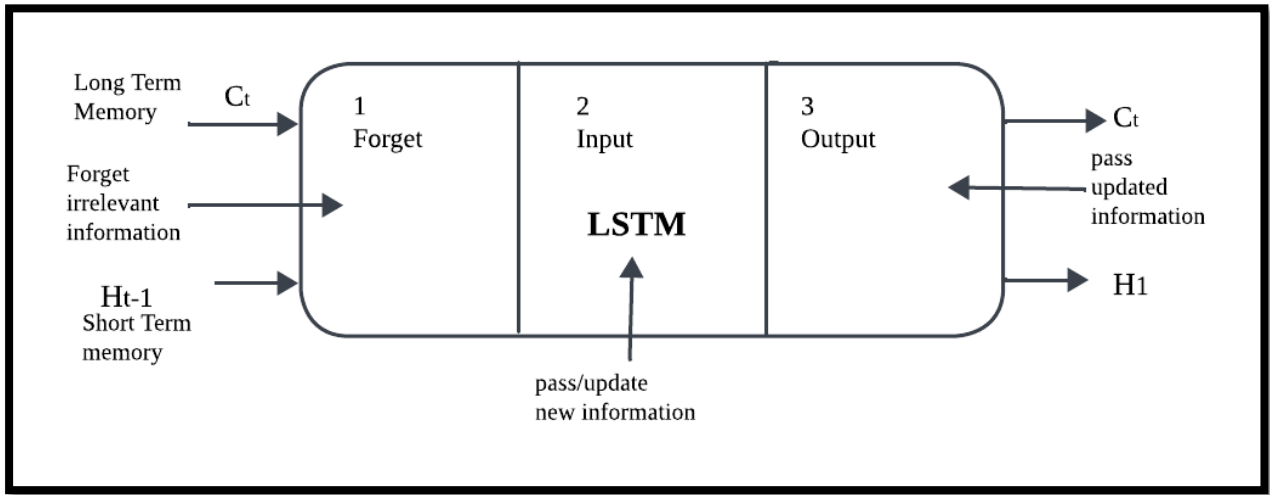 Long Term
Memory
Ct
Forget
irrelevant
information
Ht-1
Short Term
memory
1
Forget
2
Input
LSTM
pass/update
new information
3
Output
Ct
pass
updated
information
H1